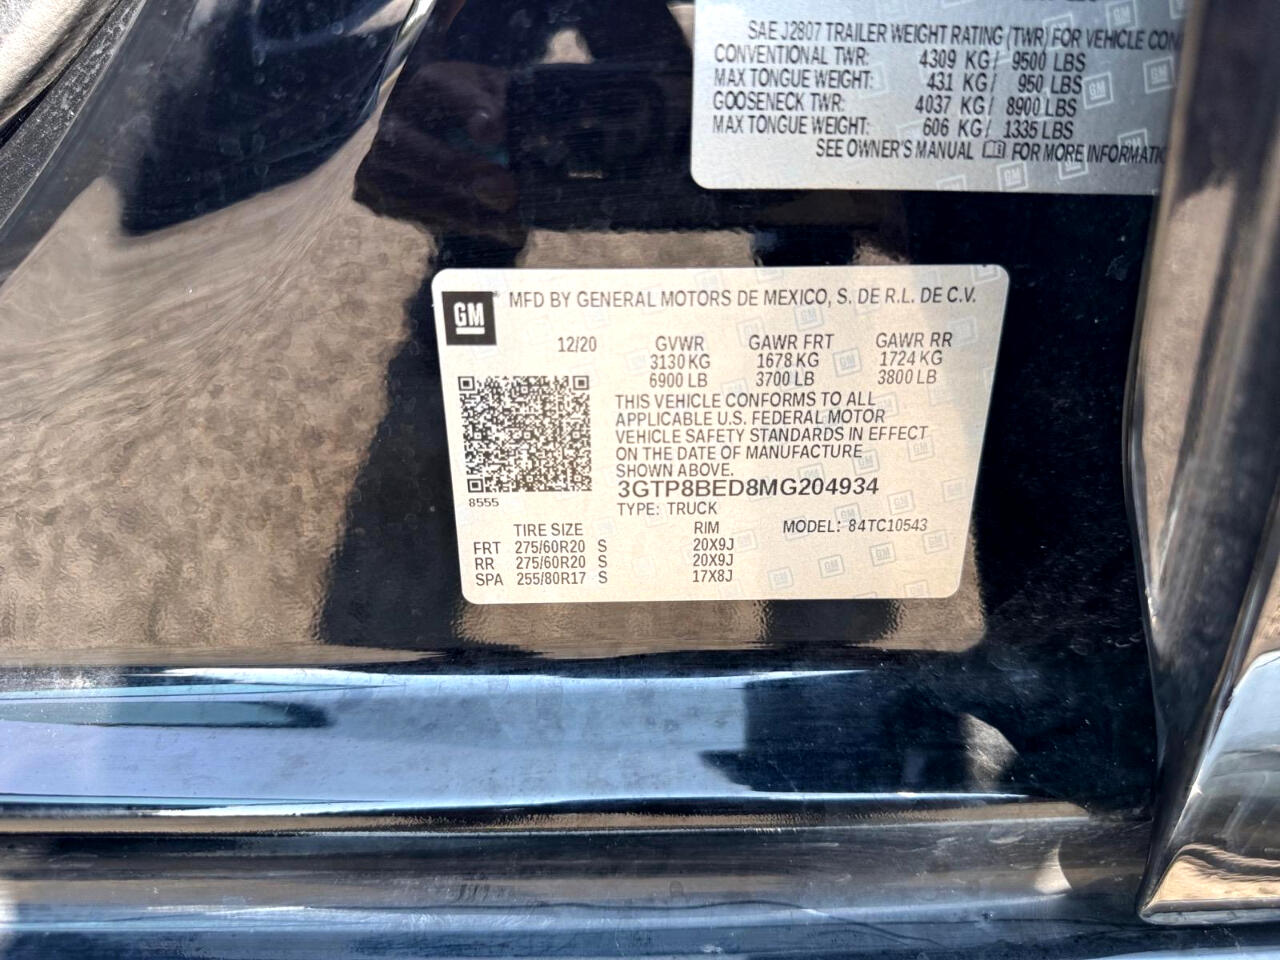 SAE J2807 TRAILER WEIGHT RATING (TWR) FOR VEHICLE
CONVENTIONAL TWR: 4309 KG/ 9500 LBS
MAX TONGUE WEIGHT: 431 KG/ 950 LBS
GOOSENECK TWR: 4037 KG/ 8900 LBS
MAX TONGUE WEIGHT: 606 KG/ 1335 LBS
SEE OWNER'S MANUAL FOR MORE
GM
MFD BY GENERAL MOTORS DE MEXICO, S. DE R.L. DE C.V.
12/20 GVWR GAWR FRT GAWR RR
3130 KG 1678 KG 1724 KG
6900 LB 3700 LB 3800 LB
THIS VEHICLE CONFORMS TO ALL
APPLICABLE U.S. FEDERAL MOTOR
VEHICLE SAFETY STANDARDS IN EFFECT
ON THE DATE OF MANUFACTURE
SHOWN ABOVE.
8555
3GTP8BED8MG204934
TYPE: TRUCK
TIRE SIZE RIM MODEL: 84TC10543
FRT 275/60R20 S 20X9J
RR 275/60R20 S 20X9J
SPA 255/80R17 S 17X8J